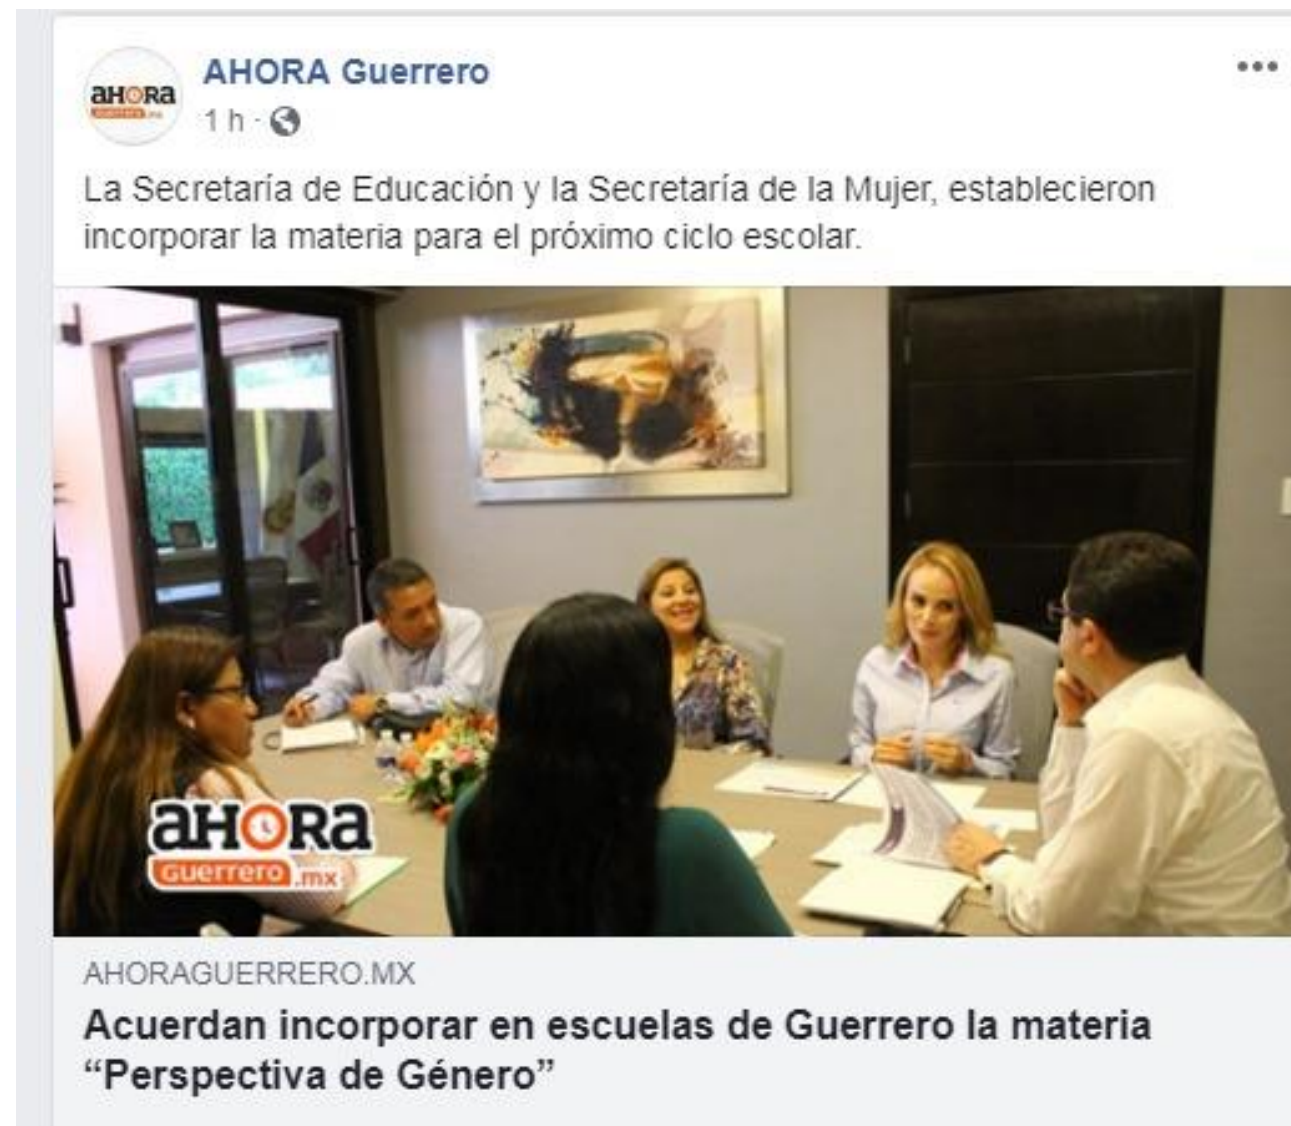 AHORA Guerrero
1 h
La Secretaría de Educación y la Secretaría de la Mujer, establecieron
incorporar la materia para el próximo ciclo escolar.
aHORa
Guerrero .mx
AHORAGUERRERO.MX
Acuerdan incorporar en escuelas de Guerrero la materia
“Perspectiva de Género”